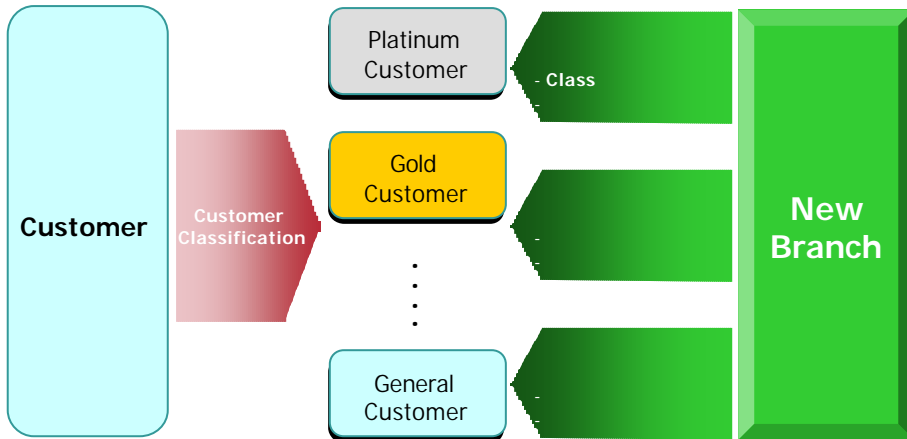 Customer
Customer
Classification
Platinum
Customer
Gold
Customer
.
.
.
.
General
Customer
- Class
-
-
-
-
-
New
Branch